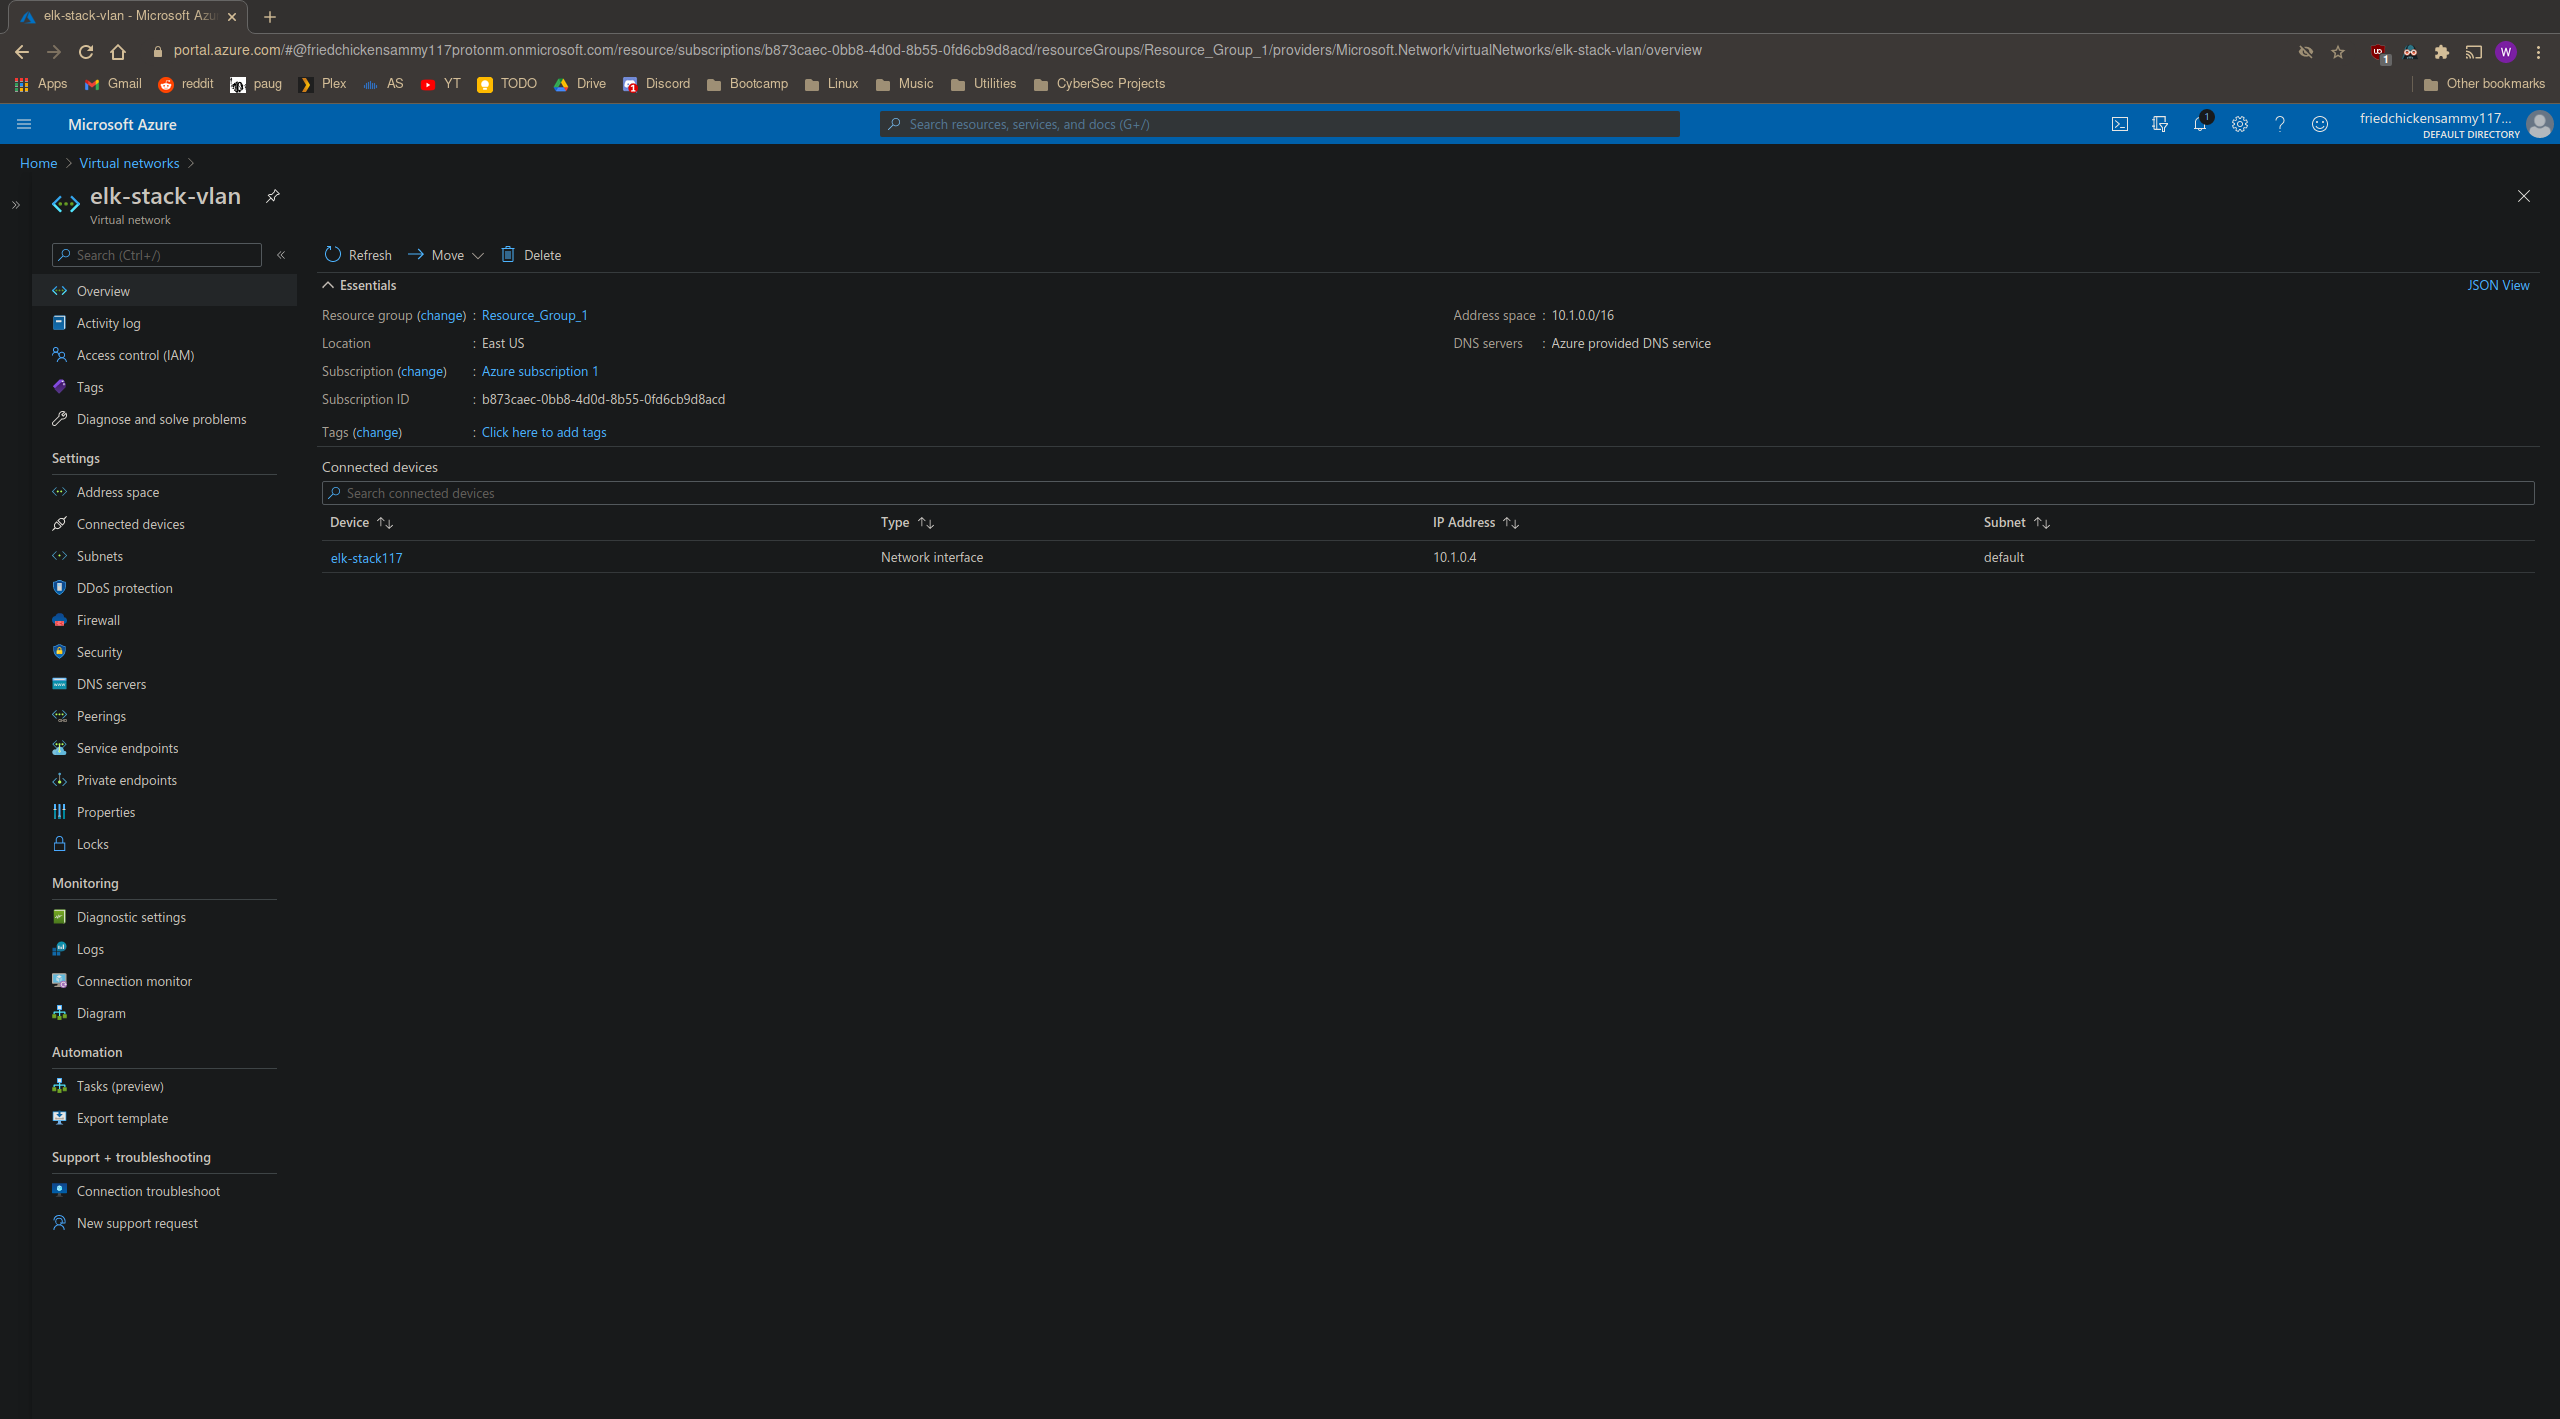 elk-stack-vlan - Microsoft Azu
portal.azure.com/#@friedchickensammy117protonm.onmicrosoft.com/resource/subscriptions/b873caec-0bb8-4d0d-8b55-0fd6cb9d8acd/resourceGroups/Resource_Group_1/providers/Microsoft.Network/virtualNetworks/elk-stack-vlan/overview
1
W
Apps Gmail reddit paug Plex AS YT TODO Drive Discord Bootcamp Linux Music Utilities CyberSec Projects Other bookmarks
Microsoft Azure
Search resources, services, and docs (G+/)
1
friedchickensammy117...
DEFAULT DIRECTORY
Home > Virtual networks >
elk-stack-vlan
Virtual network
Search (Ctrl+/)
Overview
Activity log
Access control (IAM)
Tags
Diagnose and solve problems
Settings
Address space
Connected devices
Subnets
DDoS protection
Firewall
Security
DNS servers
Peerings
Service endpoints
Private endpoints
Properties
Locks
Monitoring
Diagnostic settings
Logs
Connection monitor
Diagram
Automation
Tasks (preview)
Export template
Support + troubleshooting
Connection troubleshoot
New support request
Refresh Move Delete
Essentials JSON View
Resource group (change) : Resource_Group_1
Location : East US
Subscription (change) : Azure subscription 1
Subscription ID : b873caec-0bb8-4d0d-8b55-0fd6cb9d8acd
Tags (change) : Click here to add tags
Address space : 10.1.0.0/16
DNS servers : Azure provided DNS service
Connected devices
Search connected devices
Device Type IP Address Subnet
elk-stack117 Network interface 10.1.0.4 default